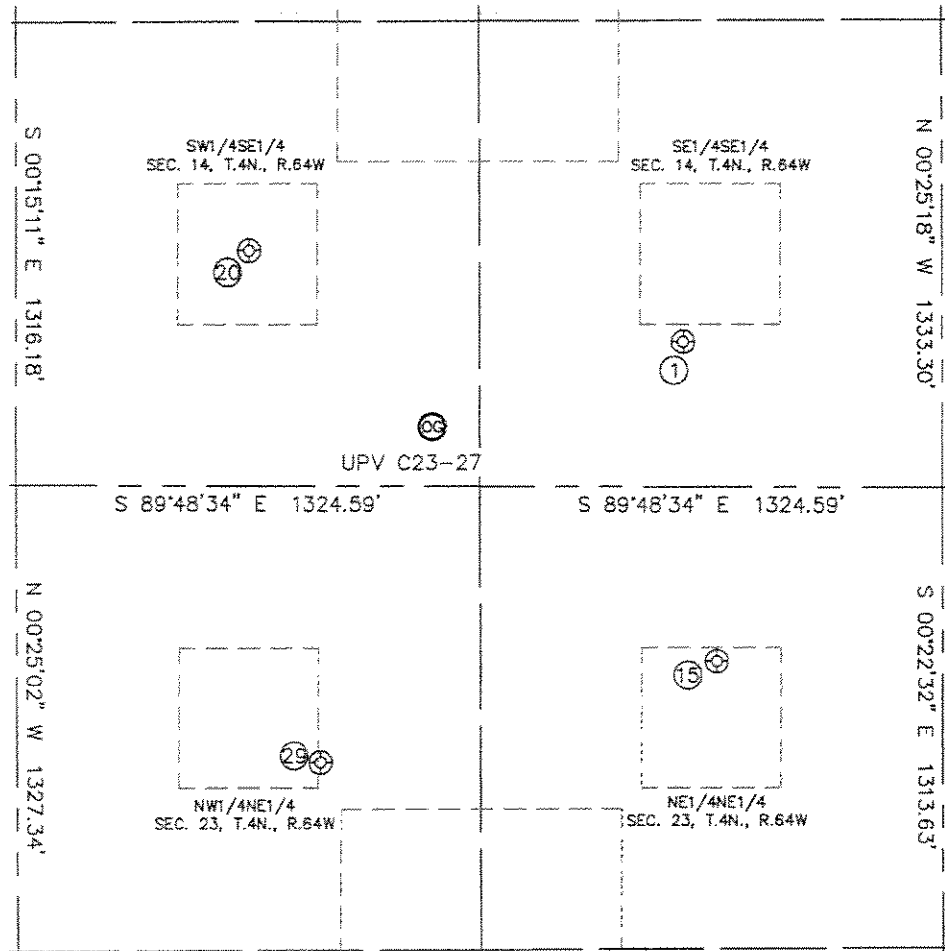 SW1/4SE1/4
SEC. 14, T.4N., R.64W
SE1/4SE1/4
SEC. 14, T.4N., R.64W
S 00°15'11" E 1316.18'
N 00°25'18" W 1333.30'
20
1
OG
UPV C23-27
S 89°48'34" E 1324.59'
S 89°48'34" E 1324.59'
N 00°25'02" W 1327.34'
S 00°22'32" E 1313.63'
15
29
NW1/4NE1/4
SEC. 23, T.4N., R.64W
NE1/4NE1/4
SEC. 23, T.4N., R.64W